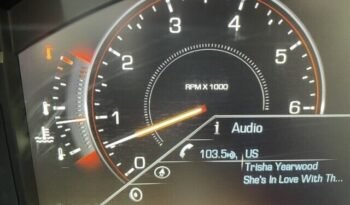 0
1
2
3
4
5
6
RPM X 1000
Audio
103.5
US
Trisha Yearwood
She's In Love With Th...